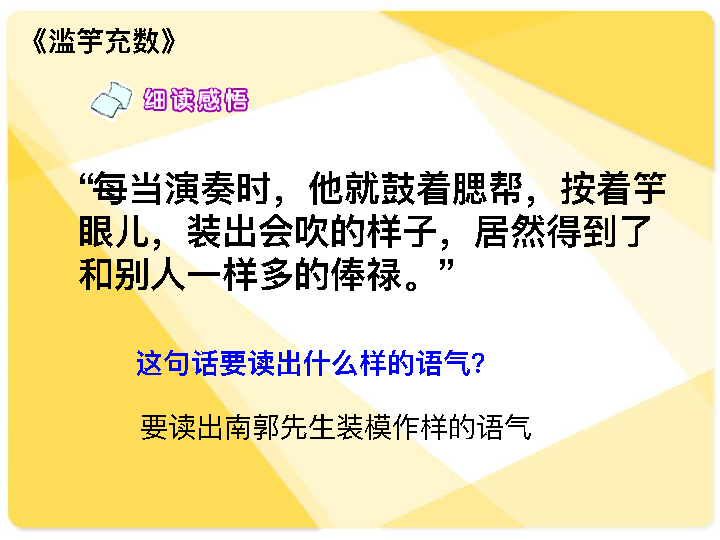 《滥竽充数》
细读感悟
“每当演奏时，他就鼓着腮帮，按着竽
眼儿，装出会吹的样子，居然得到了
和别人一样多的俸禄。”
这句话要读出什么样的语气?
要读出南郭先生装模作样的语气